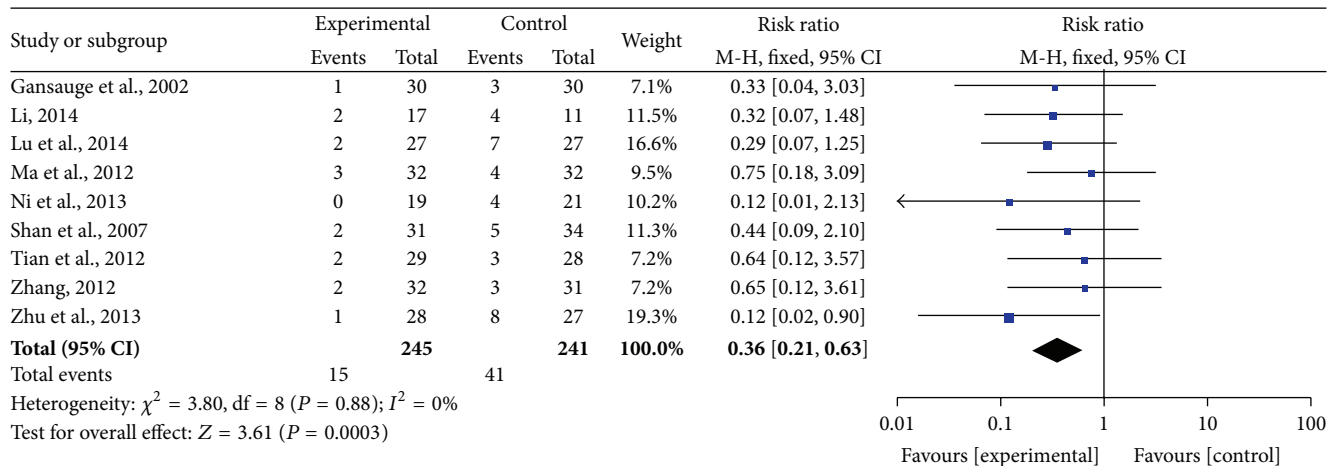 Study or subgroup Experimental Control Weight Risk ratio Risk ratio
Events Total Events Total M-H, fixed, 95% CI M-H, fixed, 95% CI
Gansauge et al., 2002 1 30 3 30 7.1% 0.33 [0.04, 3.03]
Li, 2014 2 17 4 11 11.5% 0.32 [0.07, 1.48]
Lu et al., 2014 2 27 7 27 16.6% 0.29 [0.07, 1.25]
Ma et al., 2012 3 32 4 32 9.5% 0.75 [0.18, 3.09]
Ni et al., 2013 0 19 4 21 10.2% 0.12 [0.01, 2.13]
Shan et al., 2007 2 31 5 34 11.3% 0.44 [0.09, 2.10]
Tian et al., 2012 2 29 3 28 7.2% 0.64 [0.12, 3.57]
Zhang, 2012 2 32 3 31 7.2% 0.65 [0.12, 3.61]
Zhu et al., 2013 1 28 8 27 19.3% 0.12 [0.02, 0.90]
Total (95% CI) 245 241 100.0% 0.36 [0.21, 0.63]
Total events 15 41
Heterogeneity: χ² = 3.80, df = 8 (P = 0.88); I² = 0%
Test for overall effect: Z = 3.61 (P = 0.0003)
0.01 0.1 1 10 100
Favours [experimental] Favours [control]